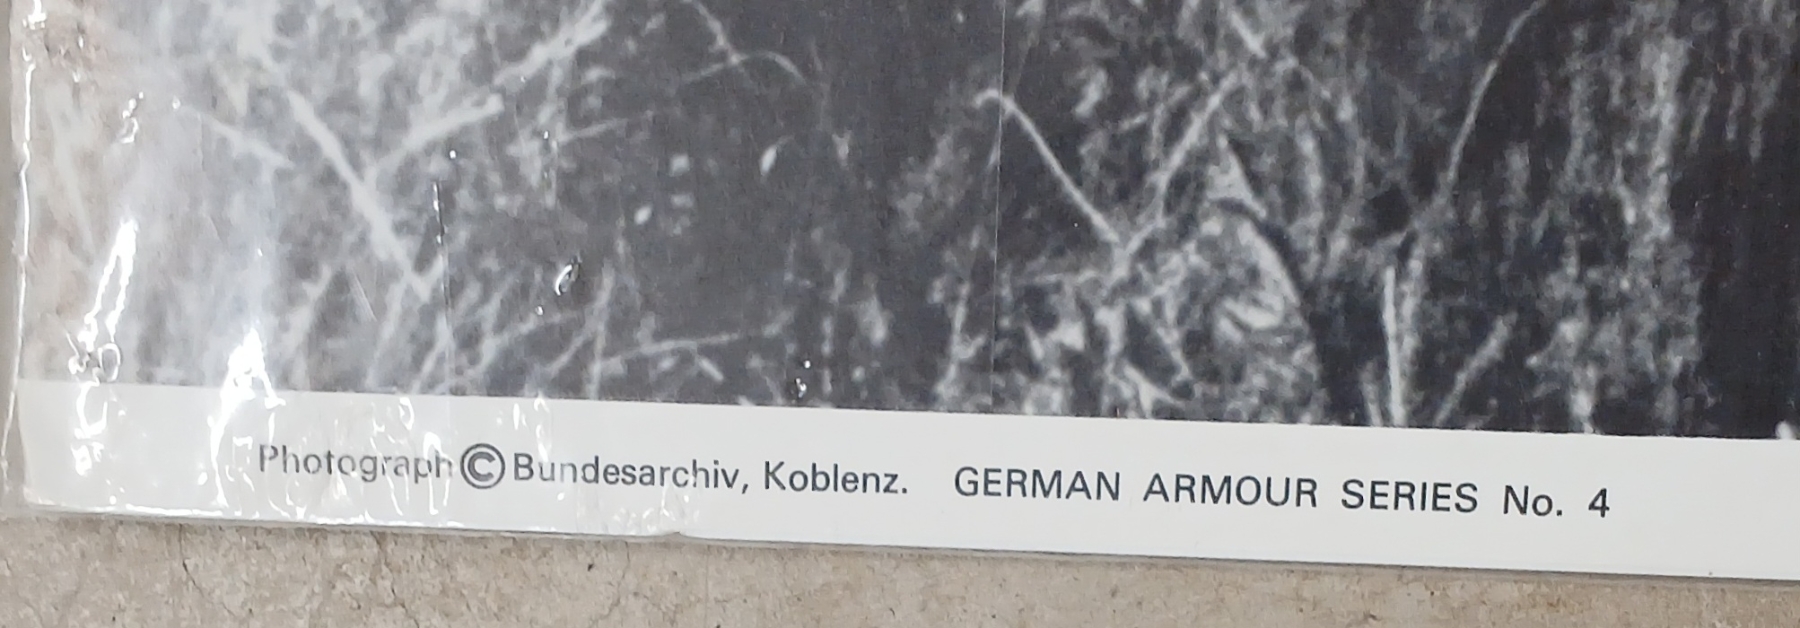 Photograph © Bundesarchiv, Koblenz. GERMAN ARMOUR SERIES No. 4